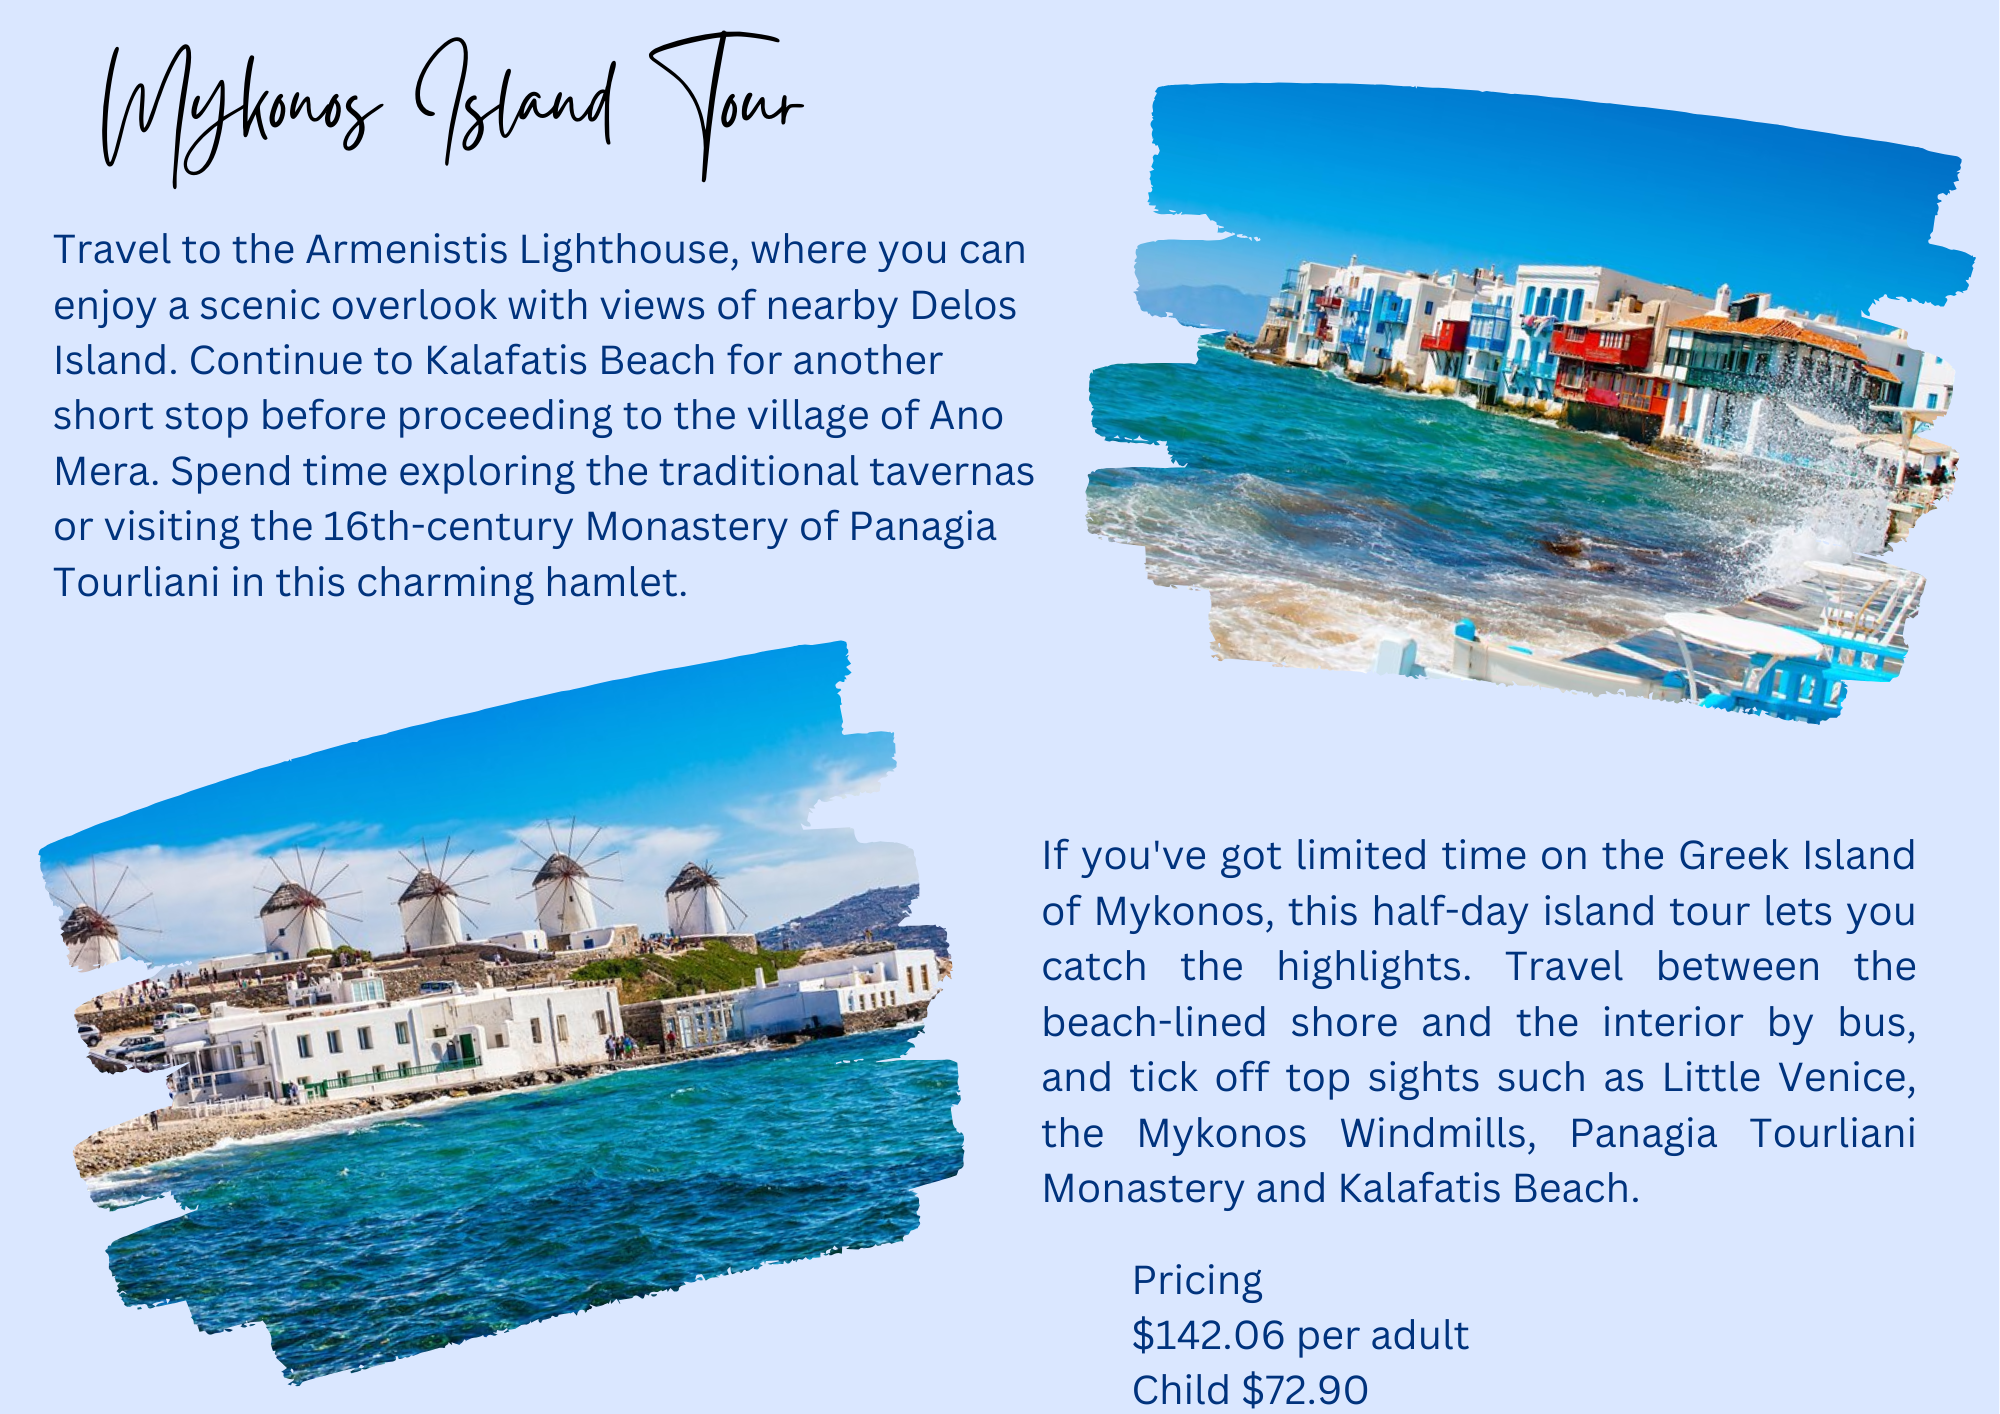 Mykonos Island Tour
Travel to the Armenistis Lighthouse, where you can
enjoy a scenic overlook with views of nearby Delos
Island. Continue to Kalafatis Beach for another
short stop before proceeding to the village of Ano
Mera. Spend time exploring the traditional tavernas
or visiting the 16th-century Monastery of Panagia
Tourliani in this charming hamlet.
If you've got limited time on the Greek Island
of Mykonos, this half-day island tour lets you
catch the highlights. Travel between the
beach-lined shore and the interior by bus,
and tick off top sights such as Little Venice,
the Mykonos Windmills, Panagia Tourliani
Monastery and Kalafatis Beach.
Pricing
$142.06 per adult
Child $72.90